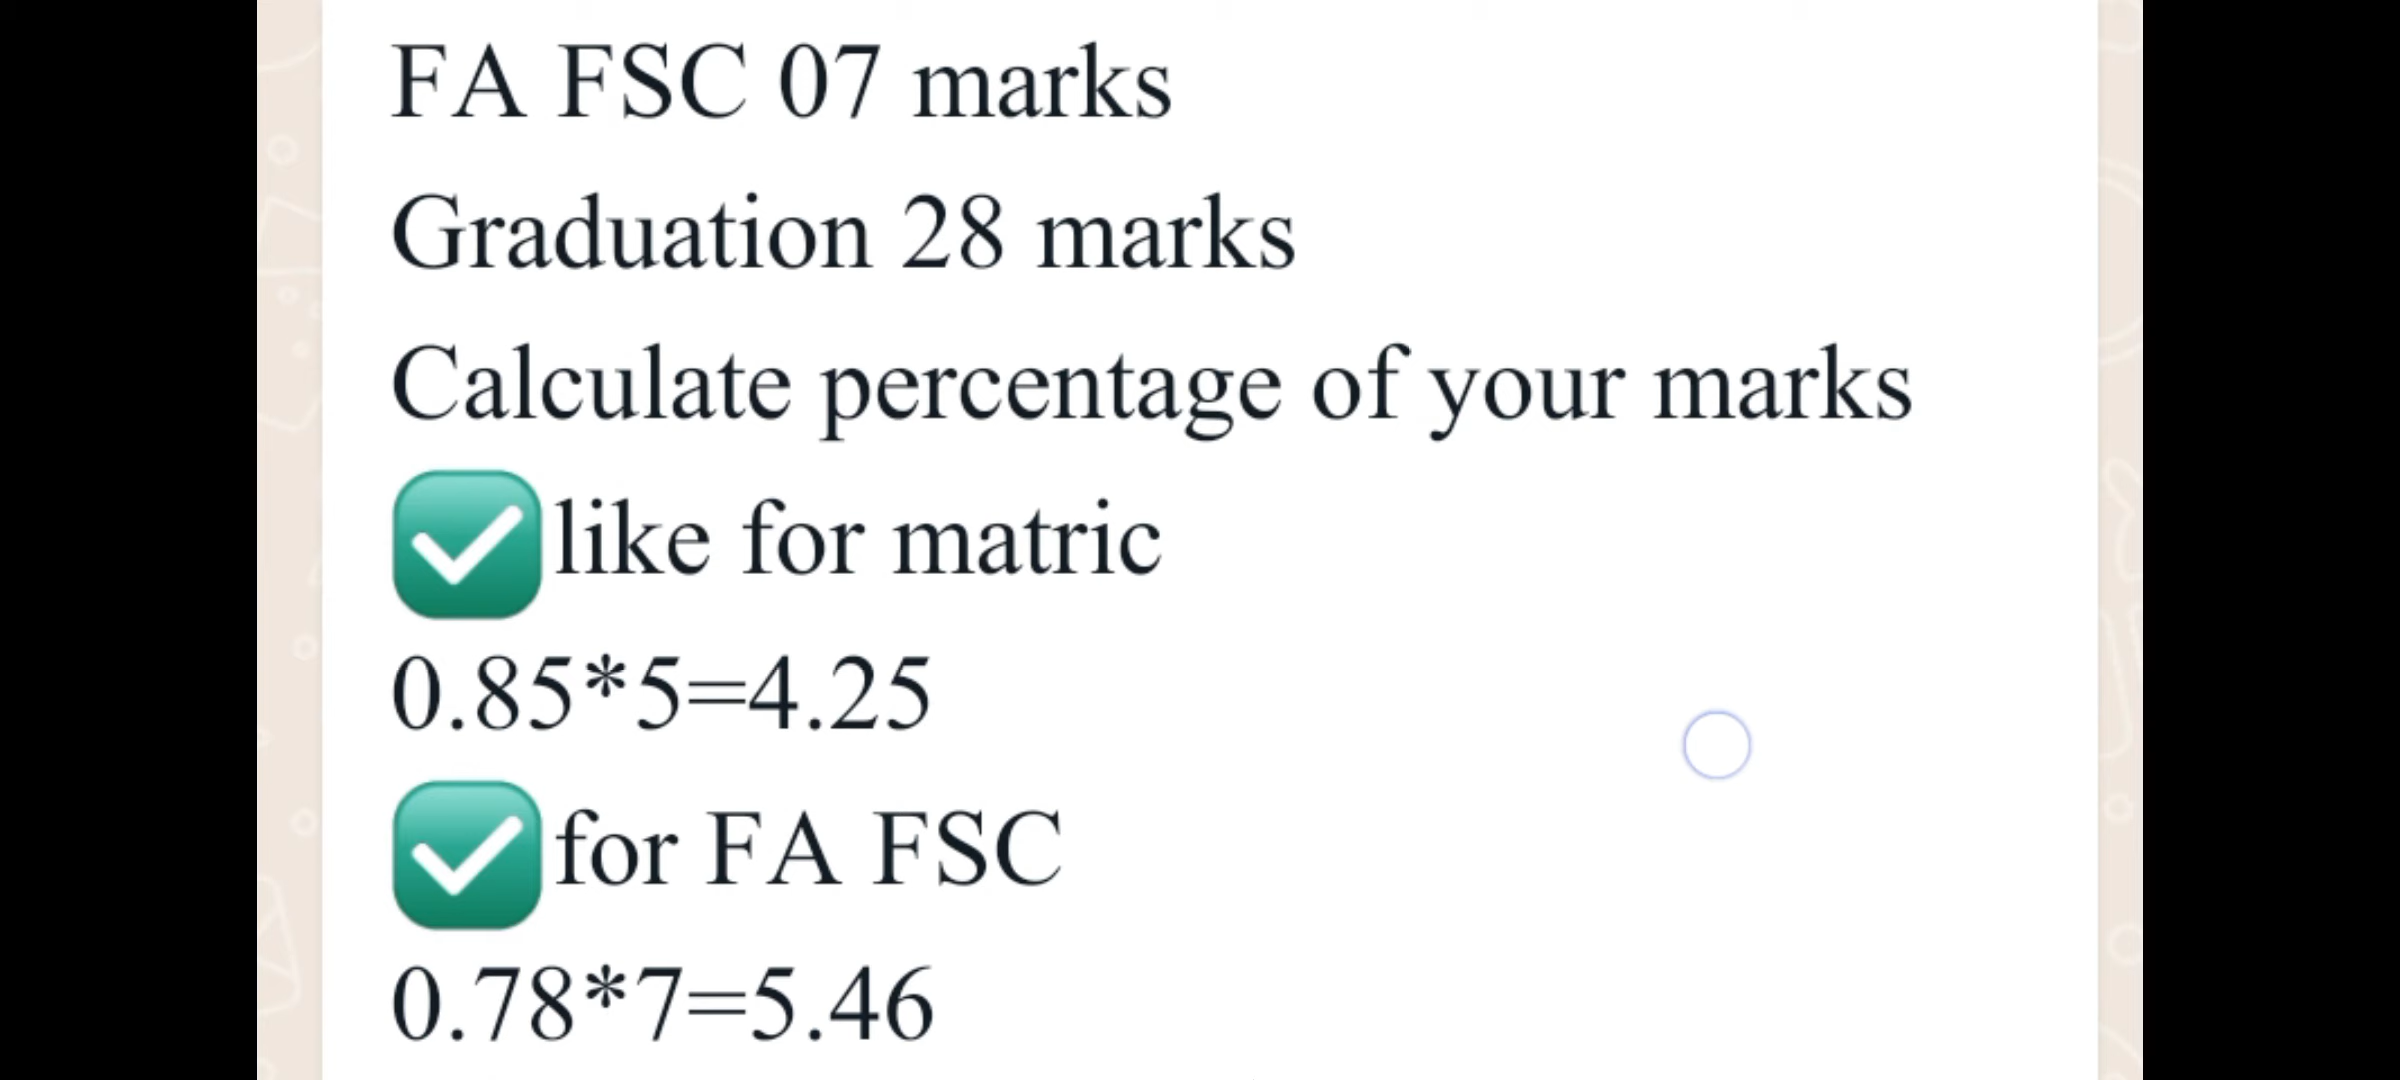 FA FSC 07 marks
Graduation 28 marks
Calculate percentage of your marks
✅like for matric
0.85*5=4.25
✅for FA FSC
0.78*7=5.46